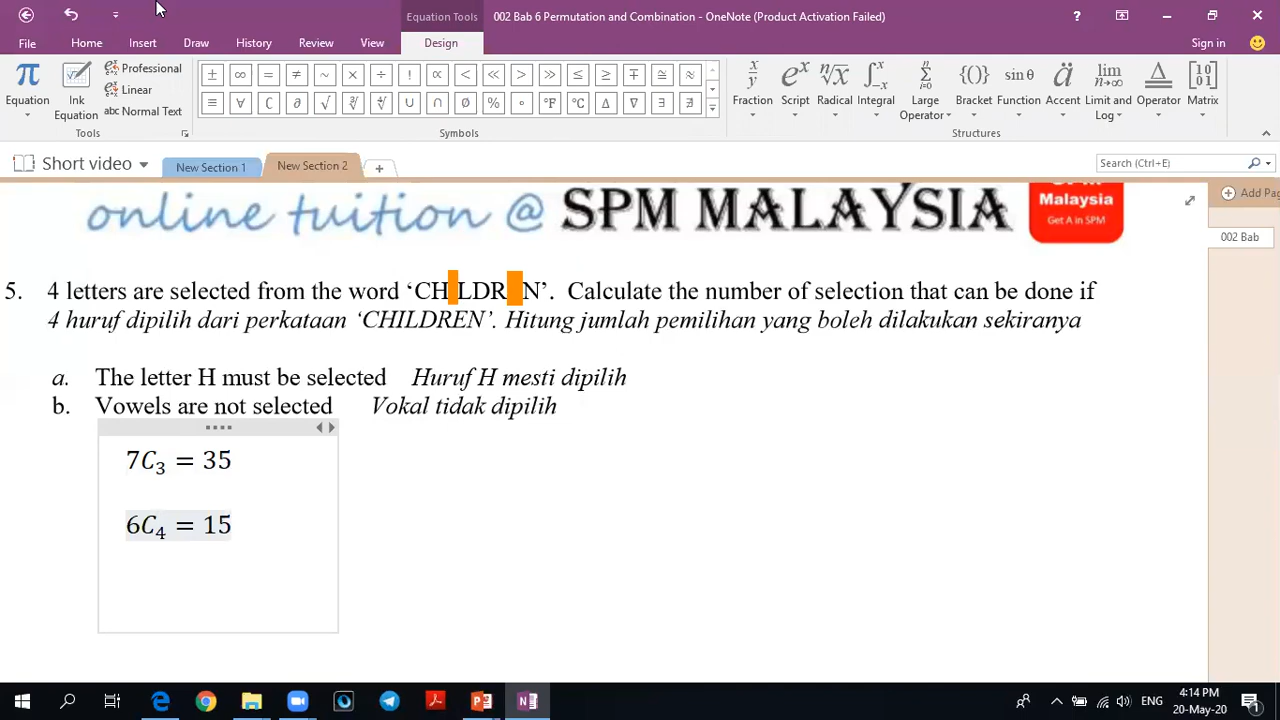 Equation Tools
002 Bab 6 Permutation and Combination - OneNote (Product Activation Failed)
?
File Home Insert Draw History Review View Design Sign in
π Equation
Ink Equation
Professional
Linear
abc Normal Text
Tools
± ∞ = ≠ ~ × ÷ ! ∝ < ≪ > ≫ ≤ ≥ ∓ ≅ ≈
≡ ∀ ∁ ∂ √ ∛ ∜ ∪ ∩ ∅ % ∘ °F °C ∆ ∇ ∃ ∄
Symbols
Fraction Script Radical Integral Large Operator Bracket Function Accent Limit and Log Operator Matrix
Structures
Short video New Section 1 New Section 2 Search (Ctrl+E)
online tuition @ SPM MALAYSIA
Malaysia
Get A in SPM
Add Pag
002 Bab
5. 4 letters are selected from the word ‘CH LDR N’. Calculate the number of selection that can be done if
4 huruf dipilih dari perkataan ‘CHILDREN’. Hitung jumlah pemilihan yang boleh dilakukan sekiranya
a. The letter H must be selected Huruf H mesti dipilih
b. Vowels are not selected Vokal tidak dipilih
7C₃ = 35
6C₄ = 15
ENG
4:14 PM
20-May-20
1